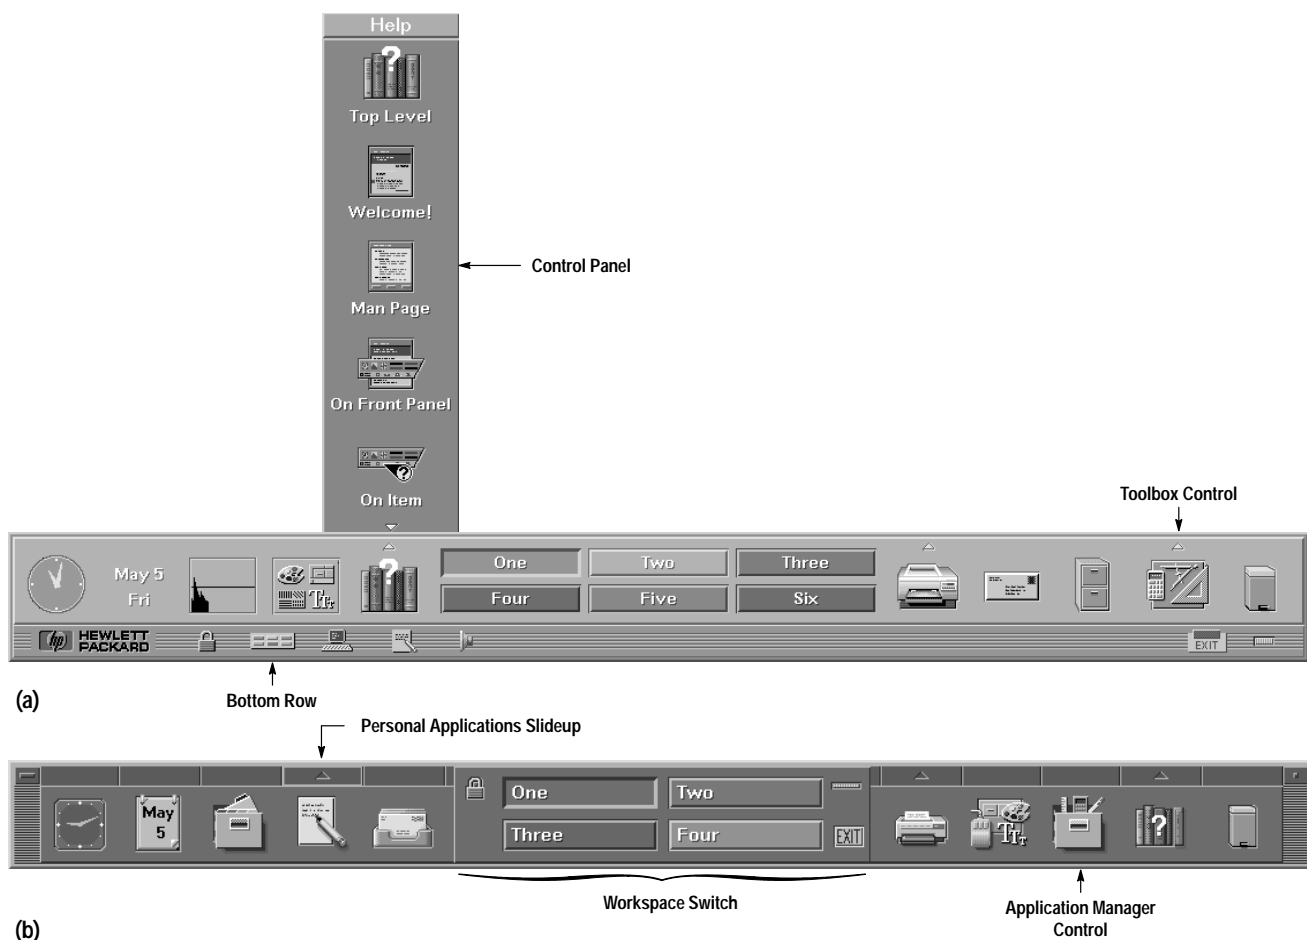 Help
Top Level
Welcome!
Man Page
Control Panel
On Front Panel
On Item
Toolbox Control
May 5
Fri
One
Two
Three
Four
Five
Six
hp HEWLETT
PACKARD
EXIT
(a)
Bottom Row
Personal Applications Slideup
May
5
One
Two
Three
Four
EXIT
Workspace Switch
Application Manager
Control
(b)